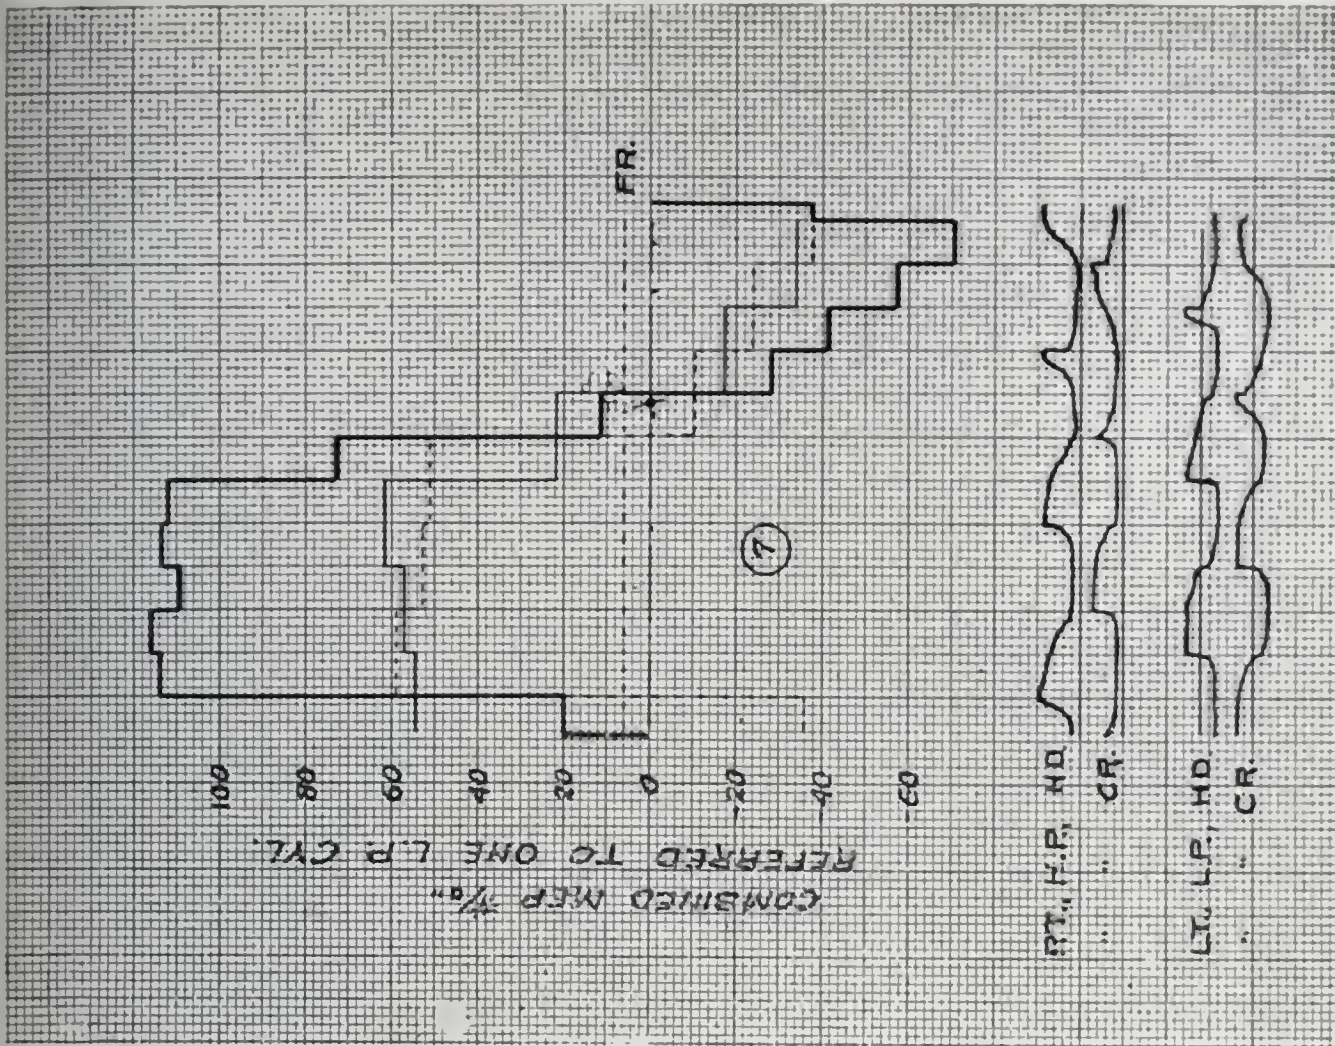 FR.
100
80
60
40
20
0
-20
-40
-60
COMBINED MEP #/□"
REFERRED TO ONE L.P. CYL.
7
RT., H.P., HD.
" " CR.
LT., L.P., HD.
" " CR.